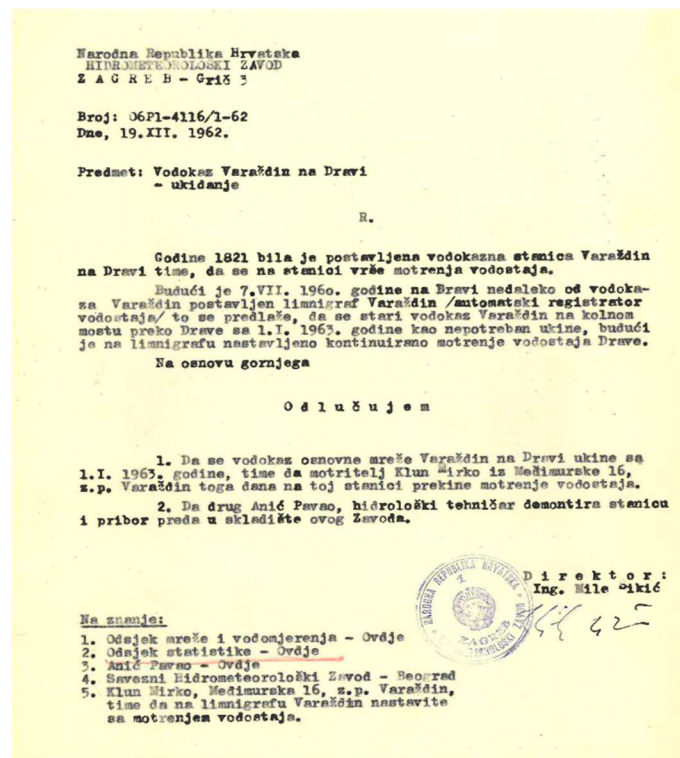 Narodna Republika Hrvatska
HIDROMETEOROLOŠKI ZAVOD
Z A G R E B - Grič 3
Broj: 06P1-4116/1-62
Dne, 19.XII. 1962.
Predmet: Vodokaz Varaždin na Dravi
- ukidanje
R.
Godine 1821 bila je postavljena vodokazna stanica Varaždin
na Dravi time, da se na stanici vrše motrenja vodostaja.
Budući je 7.VII. 1960. godine na Dravi nedaleko od vodoka-
za Varaždin postavljen limnigraf Varaždin /automatski registrator
vodostaja/ to se predlaže, da se stari vodokaz Varaždin na kolnom
mostu preko Drave sa 1.I. 1963. godine kao nepotreban ukine, budući
je na limnigrafu nastavljeno kontinuirano motrenje vodostaja Drave.
Na osnovu gornjega
O d l u č u j e m
1. Da se vodokaz osnovne mreže Varaždin na Dravi ukine sa
1.I. 1963. godine, time da motritelj Klun Mirko iz Međimurske 16,
z.p. Varaždin toga dana na toj stanici prekine motrenje vodostaja.
2. Da drug Anić Pavao, hidrološki tehničar demontira stanicu
i pribor preda u skladište ovog Zavoda.
D i r e k t o r :
Ing. Mile
NARODNA REPUBLIKA HRVATSKA
ZAGREB
Na znanje:
1. Odsjek mreže i vodomjerenja - Ovdje
2. Odsjek statistike - Ovdje
3. Anić Pavao - Ovdje
4. Savezni Hidrometeorološki Zavod - Beograd
5. Klun Mirko, Međimurska 16, z.p. Varaždin,
time da na limnigrafu Varaždin nastavite
sa motrenjem vodostaja.